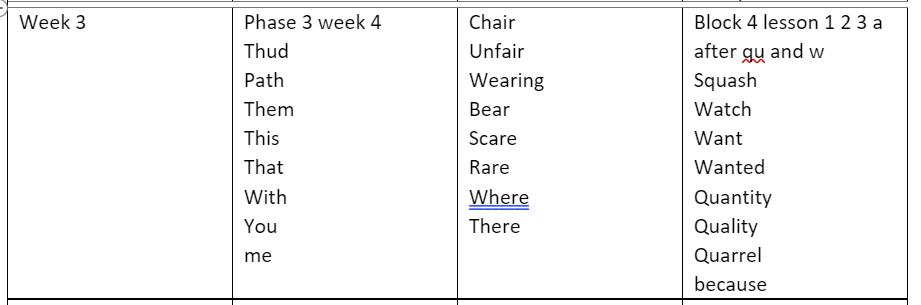 Week 3
Phase 3 week 4
Thud
Path
Them
This
That
With
You
me
Chair
Unfair
Wearing
Bear
Scare
Rare
Where
There
Block 4 lesson 1 2 3 a
after qu and w
Squash
Watch
Want
Wanted
Quantity
Quality
Quarrel
because